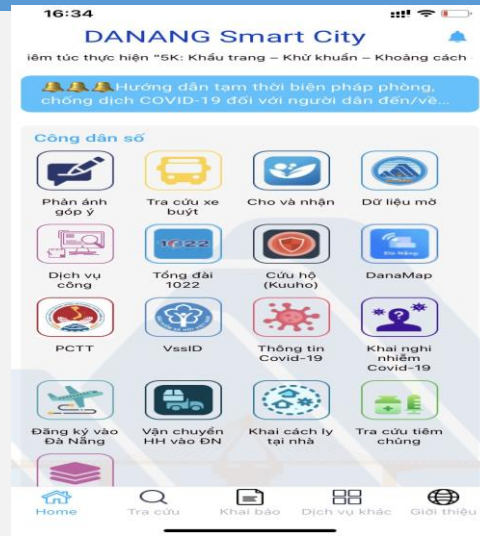 16:34
DANANG Smart City
iêm túc thực hiện "5K: Khẩu trang – Khử khuẩn – Khoảng cách
Hướng dẫn tạm thời biện pháp phòng,
chống dịch COVID-19 đối với người dân đến/về...
Công dân số
Phản ánh góp ý
Tra cứu xe buýt
Cho và nhận
Dữ liệu mở
1022
Đà Nẵng
Dịch vụ công
Tổng đài 1022
Cứu hộ (Kuuho)
DanaMap
PCTT
VssID
Thông tin Covid-19
Khai nghi nhiễm Covid-19
Đăng ký vào Đà Nẵng
Vận chuyển HH vào ĐN
Khai cách ly tại nhà
Tra cứu tiêm chủng
Home
Tra cứu
Khai báo
Dịch vụ khác
Giới thiệu